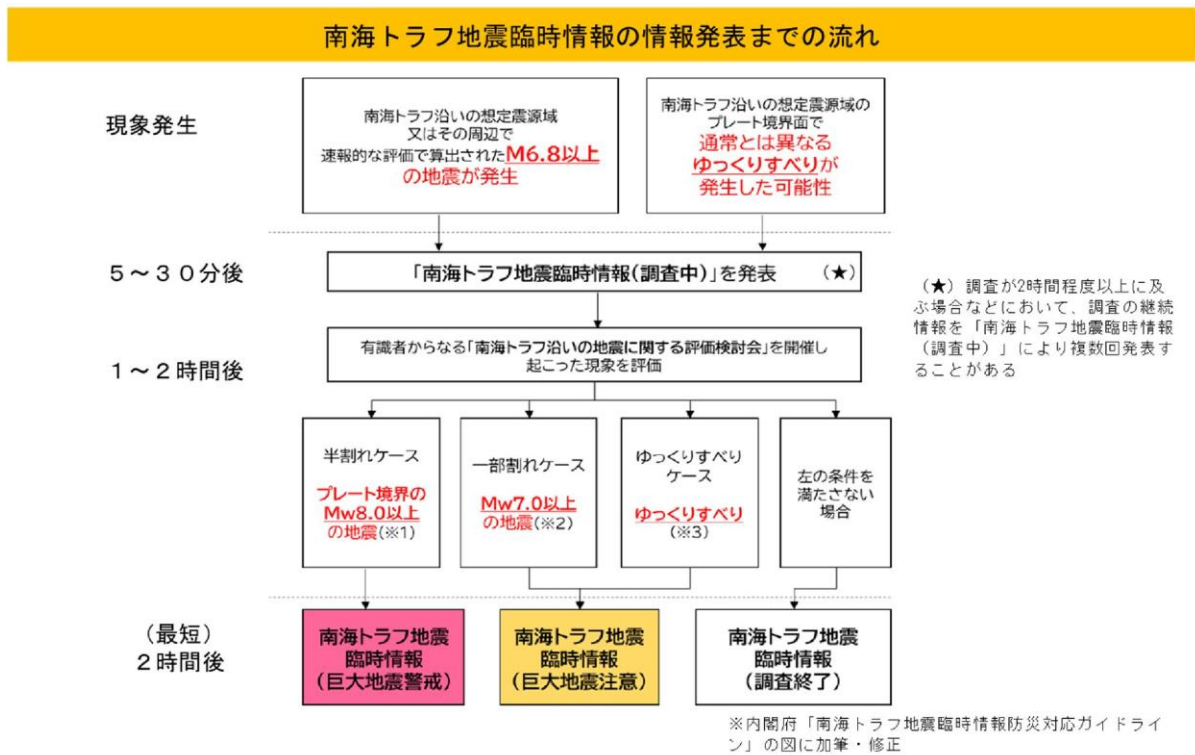 南海トラフ地震臨時情報の情報発表までの流れ
現象発生
南海トラフ沿いの想定震源域
又はその周辺で
速報的な評価で算出されたM6.8以上
の地震が発生
南海トラフ沿いの想定震源域の
プレート境界面で
通常とは異なる
ゆっくりすべりが
発生した可能性
5～30分後
「南海トラフ地震臨時情報(調査中)」を発表 (★)
(★) 調査が2時間程度以上に及
ぶ場合などにおいて、調査の継続
情報を「南海トラフ地震臨時情報
(調査中)」により複数回発表す
ることがある
1～2時間後
有識者からなる「南海トラフ沿いの地震に関する評価検討会」を開催し
起こった現象を評価
半割れケース
プレート境界の
Mw8.0以上
の地震(※1)
一部割れケース
Mw7.0以上
の地震(※2)
ゆっくりすべり
ケース
ゆっくりすべり
(※3)
左の条件を
満たさない
場合
(最短)
2時間後
南海トラフ地震
臨時情報
(巨大地震警戒)
南海トラフ地震
臨時情報
(巨大地震注意)
南海トラフ地震
臨時情報
(調査終了)
※内閣府「南海トラフ地震臨時情報防災対応ガイドライ
ン」の図に加筆・修正